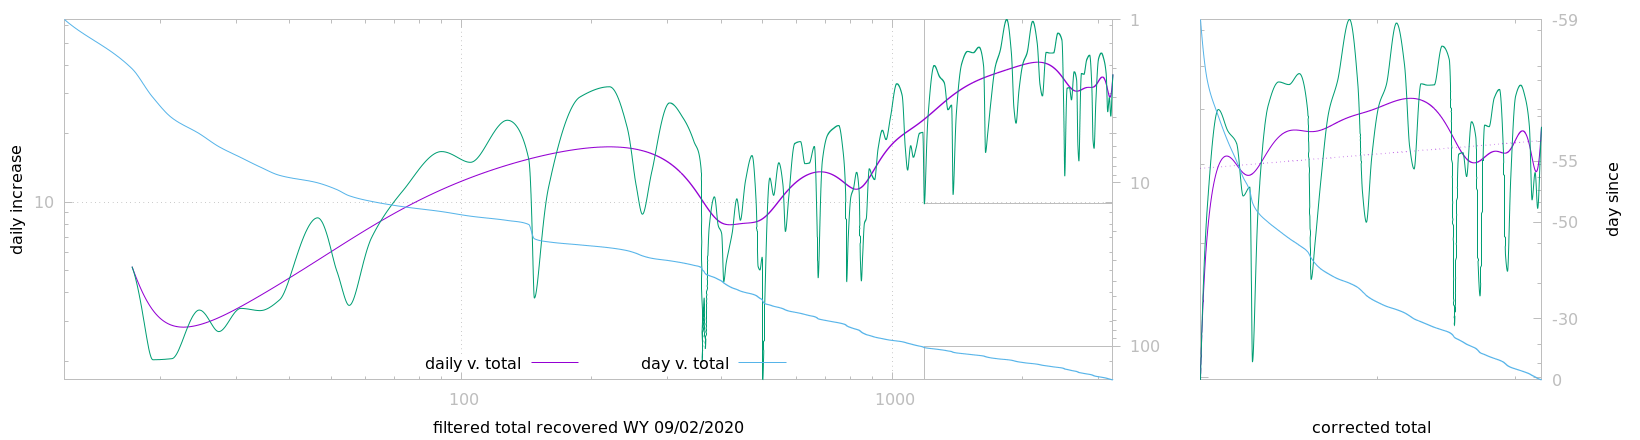 1
-59
daily increase
10
10
-55
-50
day since
-30
daily v. total
day v. total
100
0
100
1000
filtered total recovered WY 09/02/2020
corrected total